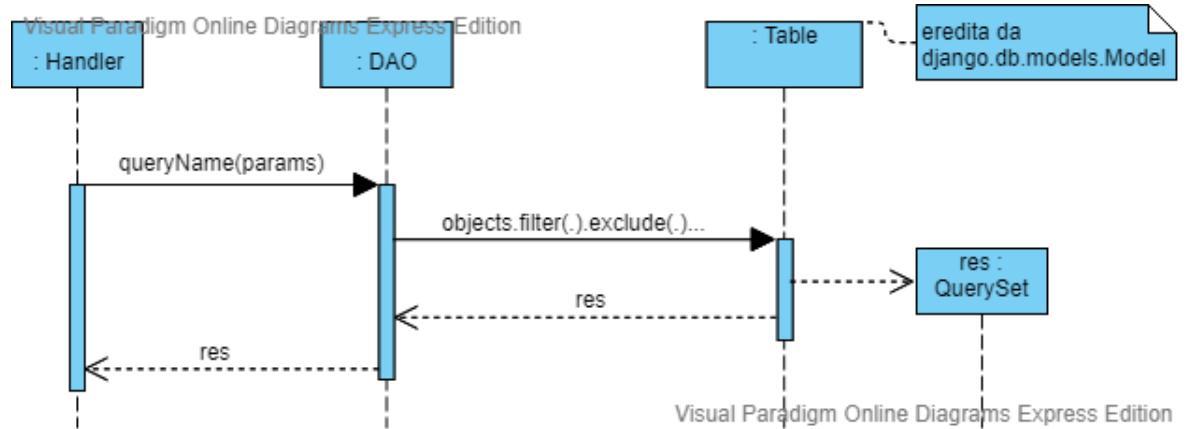 Visual Paradigm Online Diagrams Express Edition
: Handler
: DAO
: Table
eredita da
django.db.models.Model
queryName(params)
objects.filter(.).exclude(.)...
res :
QuerySet
res
res
Visual Paradigm Online Diagrams Express Edition